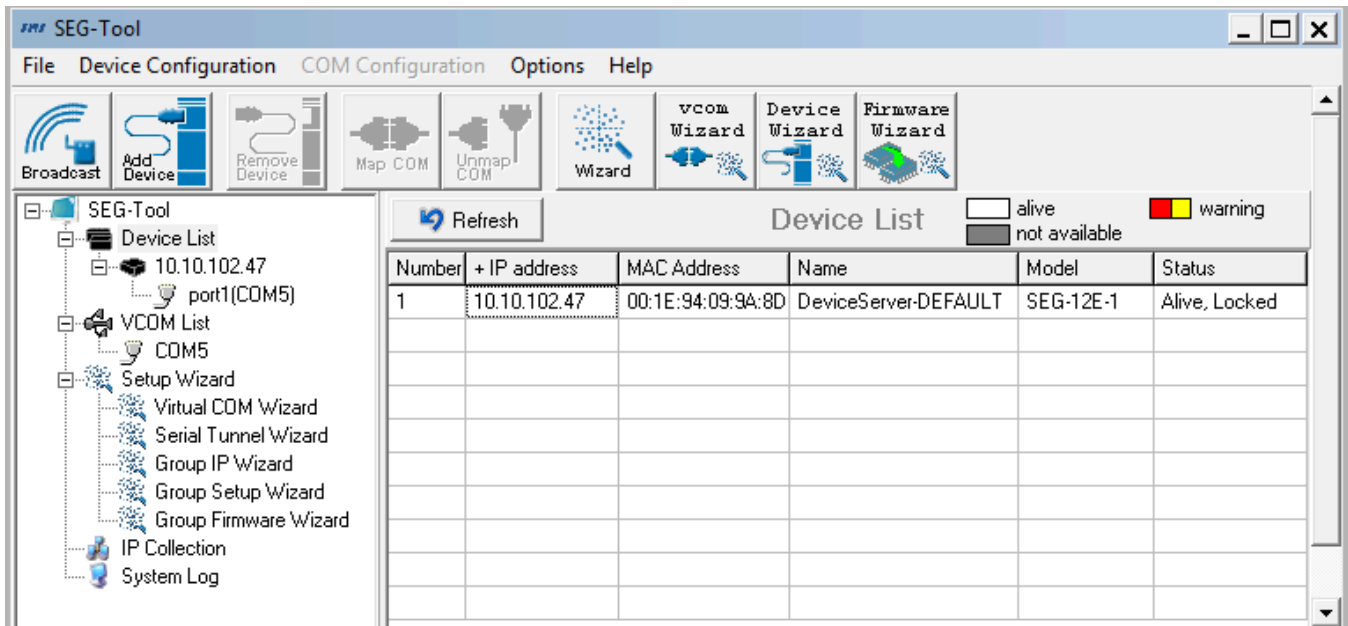 SMS SEG-Tool
File Device Configuration COM Configuration Options Help
Broadcast
Add Device
Remove Device
Map COM
Unmap COM
Wizard
vcom Wizard
Device Wizard
Firmware Wizard
SEG-Tool
Device List
10.10.102.47
port1(COM5)
VCOM List
COM5
Setup Wizard
Virtual COM Wizard
Serial Tunnel Wizard
Group IP Wizard
Group Setup Wizard
Group Firmware Wizard
IP Collection
System Log
Refresh Device List alive warning
not available
Number + IP address MAC Address Name Model Status
1 10.10.102.47 00:1E:94:09:9A:8D DeviceServer-DEFAULT SEG-12E-1 Alive, Locked